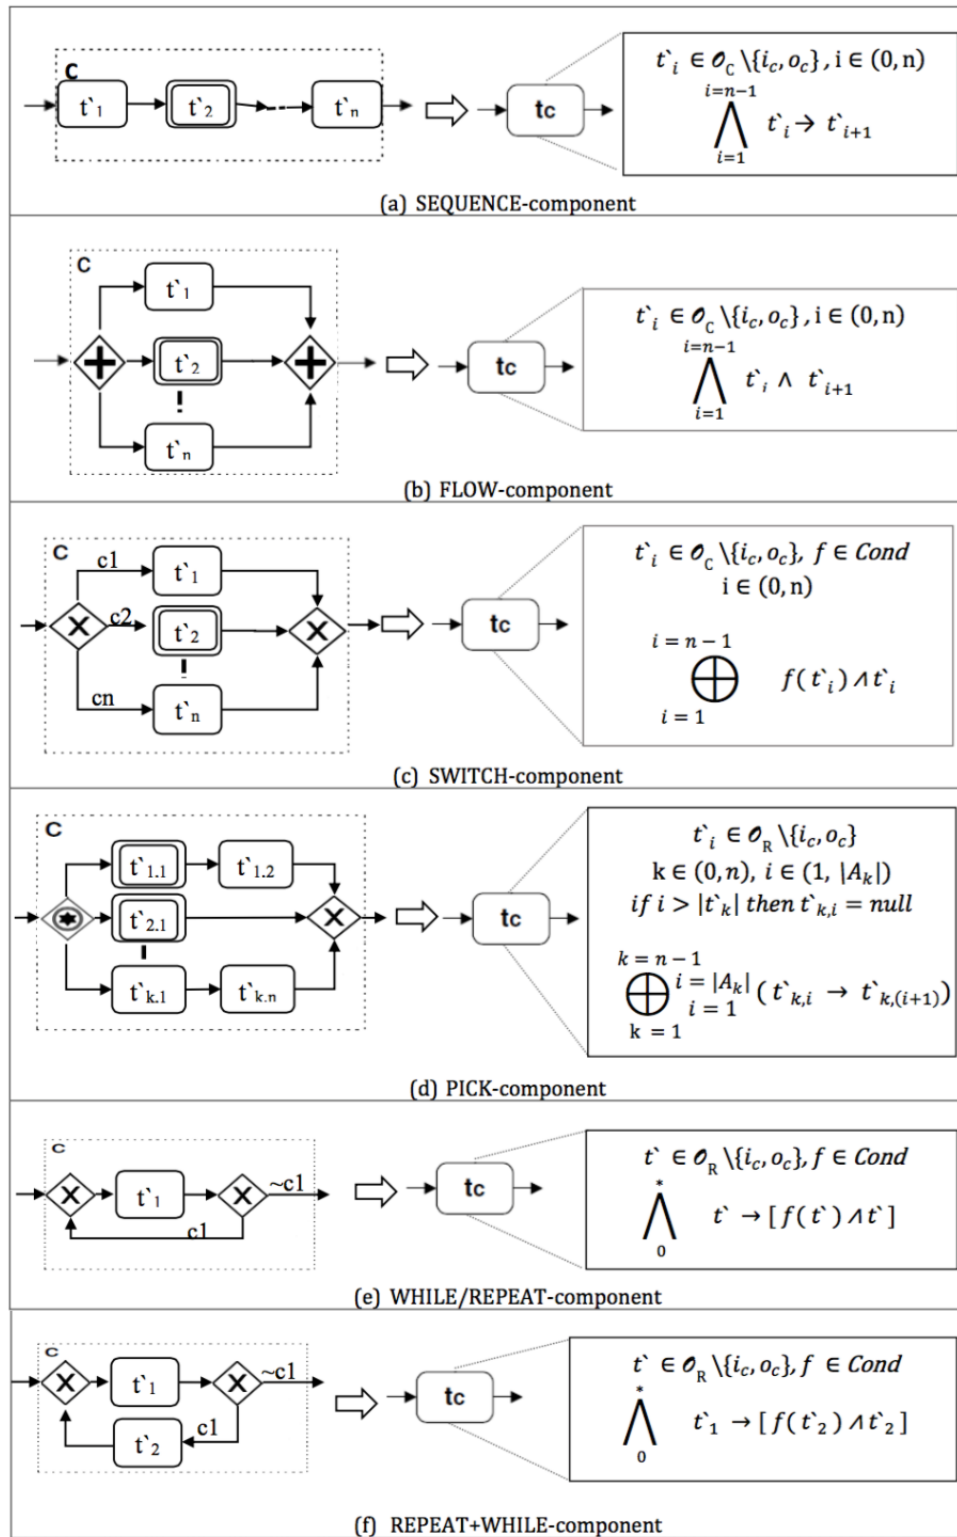 C
t`1
t`2
t`n
tc
t`i ∈ 𝒪C \{ic, oc}, i ∈ (0, n)
i=n−1
⋀ t`i → t`i+1
i=1
(a) SEQUENCE-component
C
t`1
t`2
t`n
tc
t`i ∈ 𝒪C \{ic, oc}, i ∈ (0, n)
i=n−1
⋀ t`i ∧ t`i+1
i=1
(b) FLOW-component
C
c1
t`1
c2
t`2
cn
t`n
tc
t`i ∈ 𝒪C \{ic, oc}, f ∈ Cond
i ∈ (0, n)
i = n − 1
⊕ f(t`i) ∧ t`i
i = 1
(c) SWITCH-component
C
t`1.1
t`1.2
t`2.1
t`k.1
t`k.n
tc
t`i ∈ 𝒪R \{ic, oc}
k ∈ (0, n), i ∈ (1, |Ak|)
if i > |t`k| then t`k,i = null
k = n − 1
⊕ i = |Ak| (t`k,i → t`k,(i+1))
i = 1
k = 1
(d) PICK-component
c
t`1
~c1
c1
tc
t` ∈ 𝒪R \{ic, oc}, f ∈ Cond
*
⋀ t` → [f(t`) ∧ t`]
0
(e) WHILE/REPEAT-component
c
t`1
~c1
c1
t`2
tc
t` ∈ 𝒪R \{ic, oc}, f ∈ Cond
*
⋀ t`1 → [f(t`2) ∧ t`2]
0
(f) REPEAT+WHILE-component